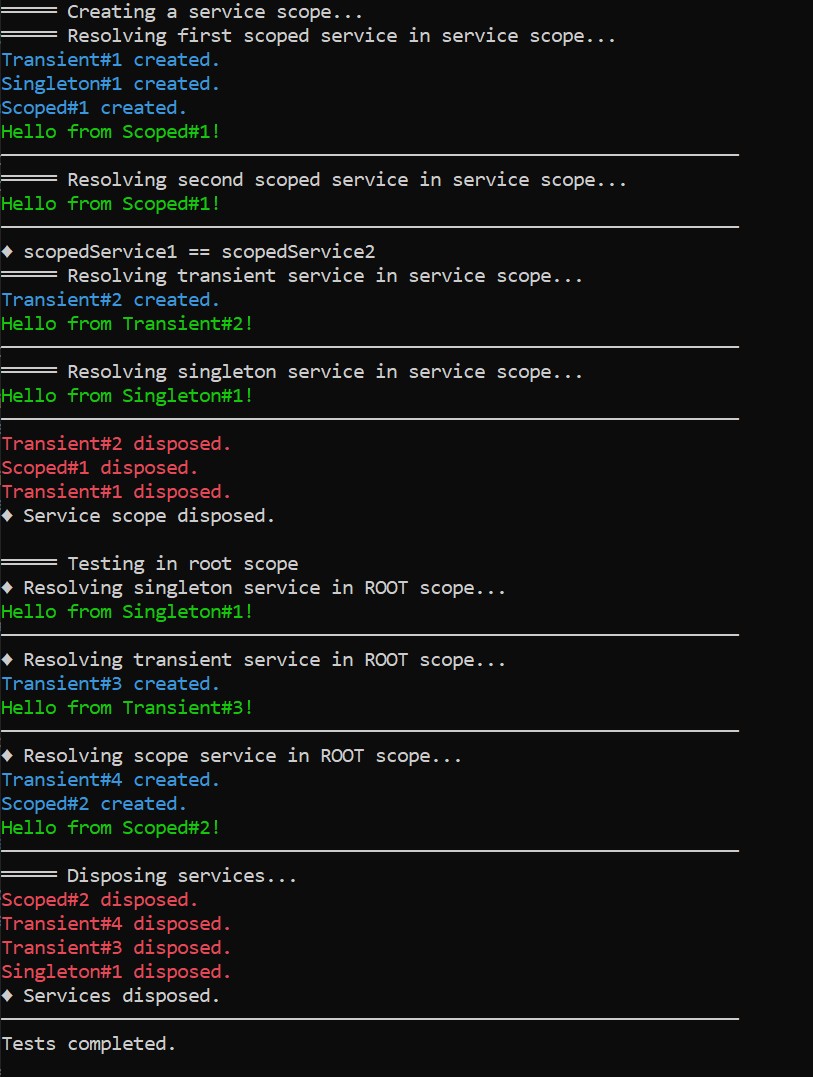 ═════ Creating a service scope...
═════ Resolving first scoped service in service scope...
Transient#1 created.
Singleton#1 created.
Scoped#1 created.
Hello from Scoped#1!
═════ Resolving second scoped service in service scope...
Hello from Scoped#1!
♦ scopedService1 == scopedService2
═════ Resolving transient service in service scope...
Transient#2 created.
Hello from Transient#2!
═════ Resolving singleton service in service scope...
Hello from Singleton#1!
Transient#2 disposed.
Scoped#1 disposed.
Transient#1 disposed.
♦ Service scope disposed.
═════ Testing in root scope
♦ Resolving singleton service in ROOT scope...
Hello from Singleton#1!
♦ Resolving transient service in ROOT scope...
Transient#3 created.
Hello from Transient#3!
♦ Resolving scope service in ROOT scope...
Transient#4 created.
Scoped#2 created.
Hello from Scoped#2!
═════ Disposing services...
Scoped#2 disposed.
Transient#4 disposed.
Transient#3 disposed.
Singleton#1 disposed.
♦ Services disposed.
Tests completed.